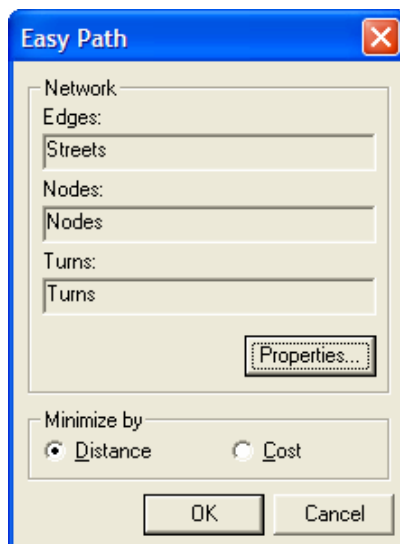 Easy Path
Network
Edges:
Streets
Nodes:
Nodes
Turns:
Turns
Properties...
Minimize by
Distance Cost
OK Cancel